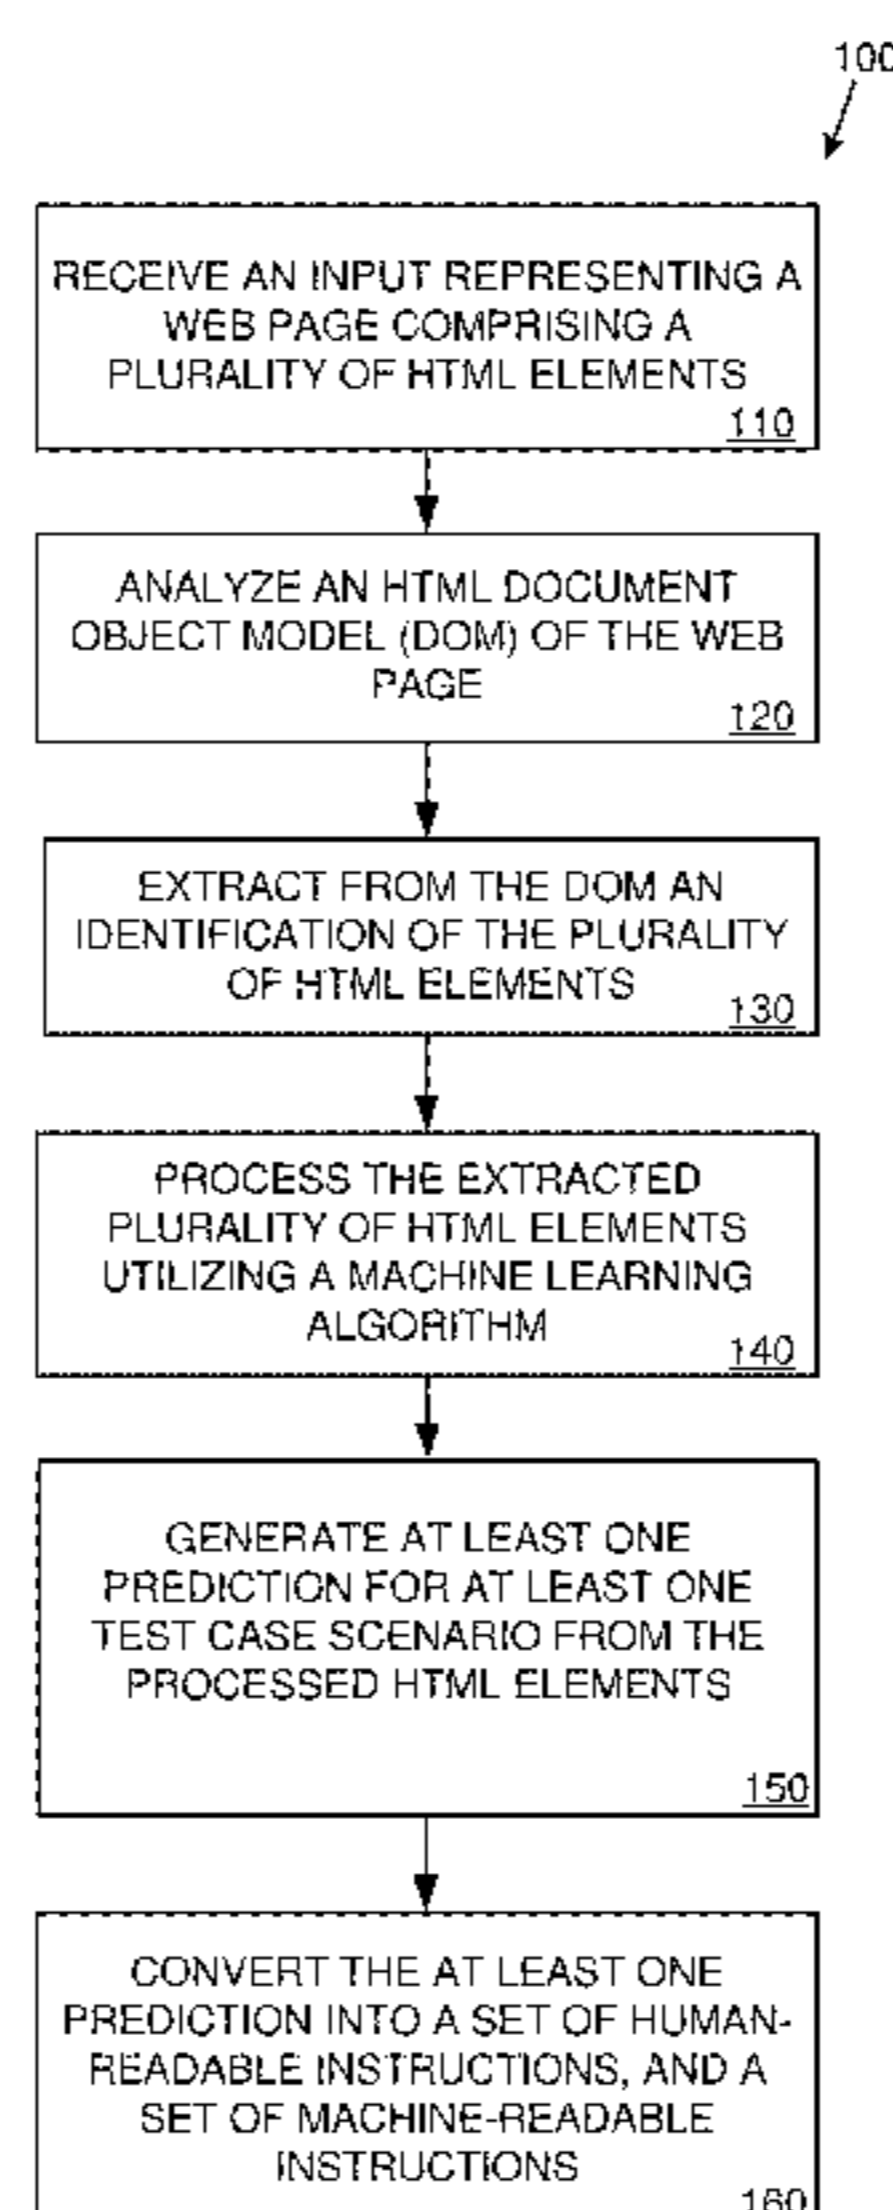 100
RECEIVE AN INPUT REPRESENTING A
WEB PAGE COMPRISING A
PLURALITY OF HTML ELEMENTS
110
ANALYZE AN HTML DOCUMENT
OBJECT MODEL (DOM) OF THE WEB
PAGE
120
EXTRACT FROM THE DOM AN
IDENTIFICATION OF THE PLURALITY
OF HTML ELEMENTS
130
PROCESS THE EXTRACTED
PLURALITY OF HTML ELEMENTS
UTILIZING A MACHINE LEARNING
ALGORITHM
140
GENERATE AT LEAST ONE
PREDICTION FOR AT LEAST ONE
TEST CASE SCENARIO FROM THE
PROCESSED HTML ELEMENTS
150
CONVERT THE AT LEAST ONE
PREDICTION INTO A SET OF HUMAN-
READABLE INSTRUCTIONS, AND A
SET OF MACHINE-READABLE
INSTRUCTIONS
160